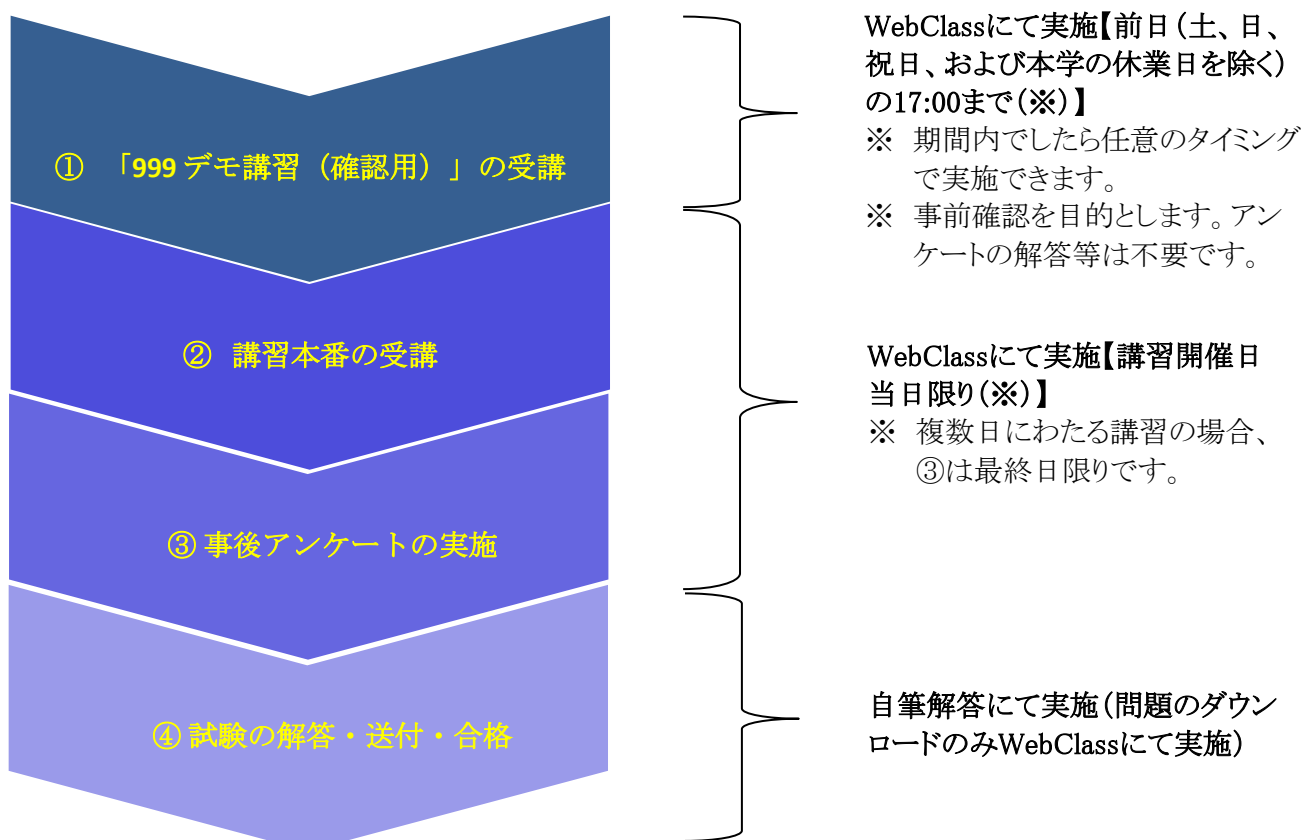 ① 「999 デモ講習（確認用）」の受講
WebClassにて実施【前日（土、日、
祝日、および本学の休業日を除く）
の17:00まで（※）】
※ 期間内でしたら任意のタイミング
で実施できます。
※ 事前確認を目的とします。アン
ケートの解答等は不要です。
② 講習本番の受講
③ 事後アンケートの実施
WebClassにて実施【講習開催日
当日限り（※）】
※ 複数日にわたる講習の場合、
③は最終日限りです。
④ 試験の解答・送付・合格
自筆解答にて実施（問題のダウン
ロードのみWebClassにて実施）